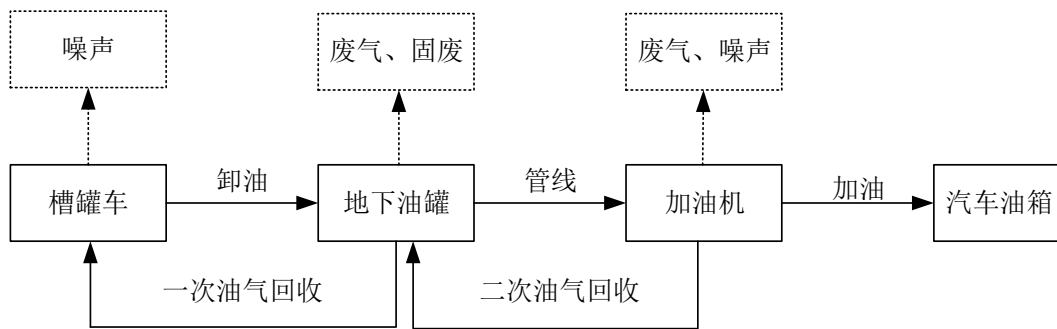 噪声
废气、固废
废气、噪声
槽罐车
卸油
地下油罐
管线
加油机
加油
汽车油箱
一次油气回收
二次油气回收